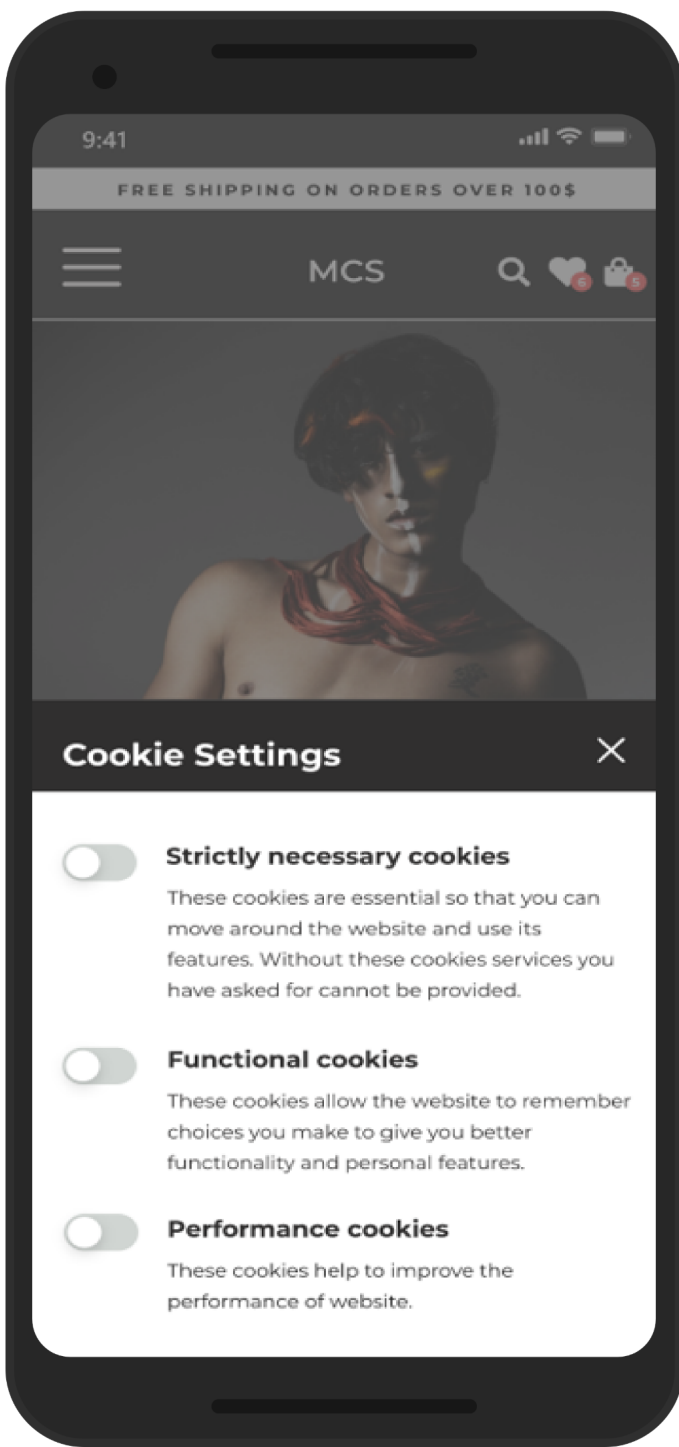 9:41
FREE SHIPPING ON ORDERS OVER 100$
MCS
6
5
Cookie Settings
Strictly necessary cookies
These cookies are essential so that you can
move around the website and use its
features. Without these cookies services you
have asked for cannot be provided.
Functional cookies
These cookies allow the website to remember
choices you make to give you better
functionality and personal features.
Performance cookies
These cookies help to improve the
performance of website.